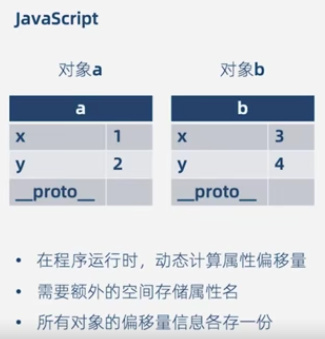 JavaScript
对象a 对象b
a b
x 1 x 3
y 2 y 4
__proto__ __proto__
• 在程序运行时，动态计算属性偏移量
• 需要额外的空间存储属性名
• 所有对象的偏移量信息各存一份